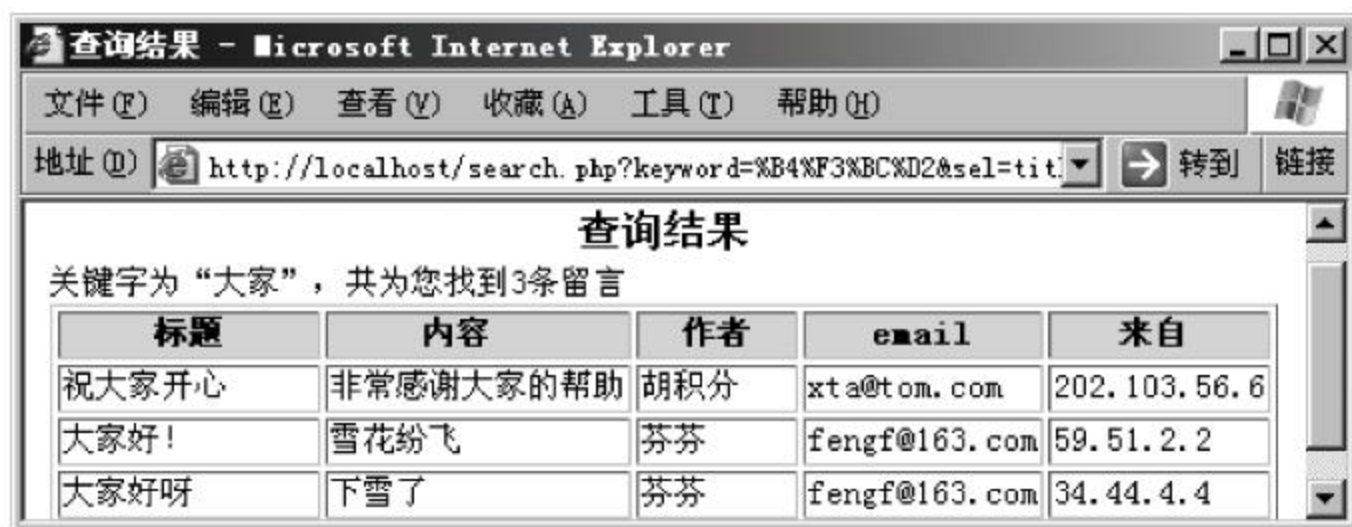 查询结果 - Microsoft Internet Explorer
文件(F) 编辑(E) 查看(V) 收藏(A) 工具(T) 帮助(H)
地址(D) http://localhost/search.php?keyword=%B4%F3%BC%D2&sel=titl 转到 链接
查询结果
关键字为“大家”，共为您找到3条留言
标题 内容 作者 email 来自
祝大家开心 非常感谢大家的帮助 胡积分 xta@tom.com 202.103.56.6
大家好！ 雪花纷飞 芬芬 fengf@163.com 59.51.2.2
大家好呀 下雪了 芬芬 fengf@163.com 34.44.4.4